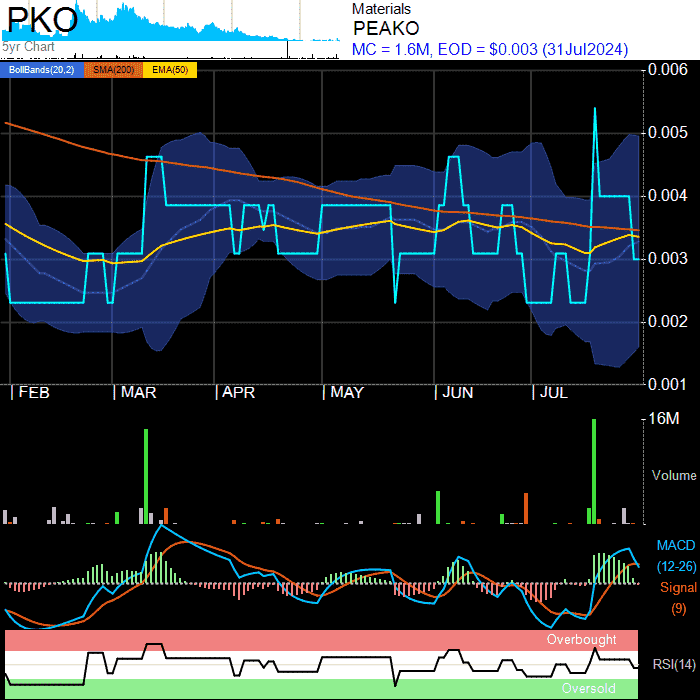 PKO
5yr Chart
Materials
PEAKO
MC = 1.6M, EOD = $0.003 (31Jul2024)
BollBands(20,2) SMA(200) EMA(50)
0.006
0.005
0.004
0.003
0.002
0.001
FEB MAR APR MAY JUN JUL
16M
Volume
MACD
(12-26)
Signal
(9)
Overbought
RSI(14)
Oversold